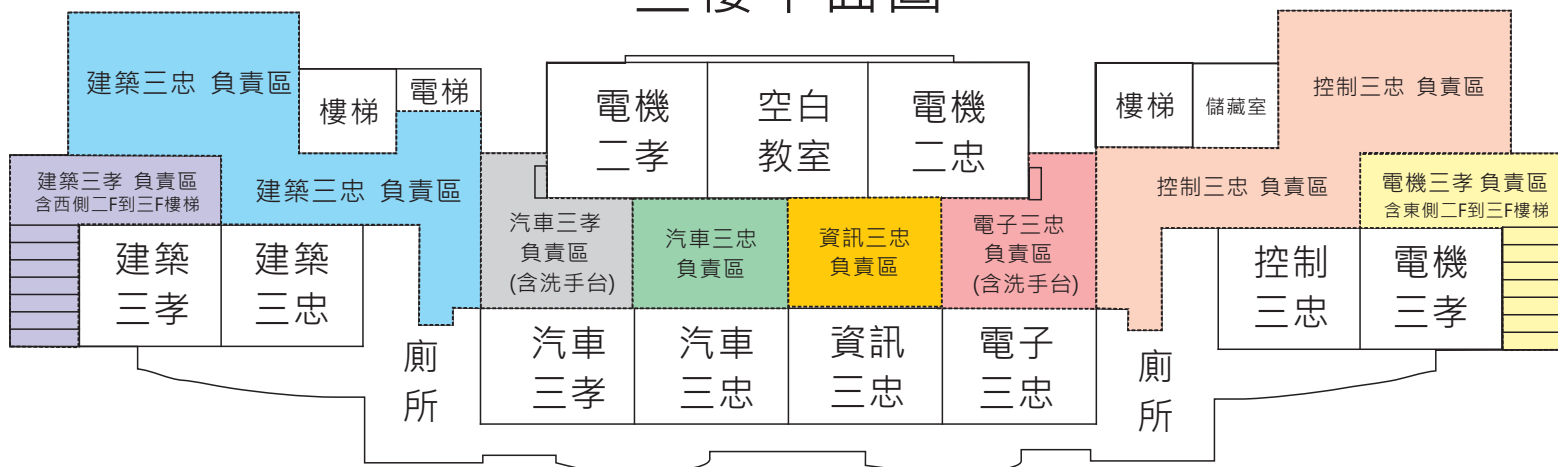 樓平面圖
建築三忠 負責區
樓梯
電梯
電機
二孝
空白
教室
電機
二忠
樓梯
儲藏室
控制三忠 負責區
建築三孝 負責區
含西側二F到三F樓梯
建築三忠 負責區
汽車三孝
負責區
(含洗手台)
汽車三忠
負責區
資訊三忠
負責區
電子三忠
負責區
(含洗手台)
控制三忠 負責區
電機三孝 負責區
含東側二F到三F樓梯
建築
三孝
建築
三忠
廁
所
汽車
三孝
汽車
三忠
資訊
三忠
電子
三忠
廁
所
控制
三忠
電機
三孝